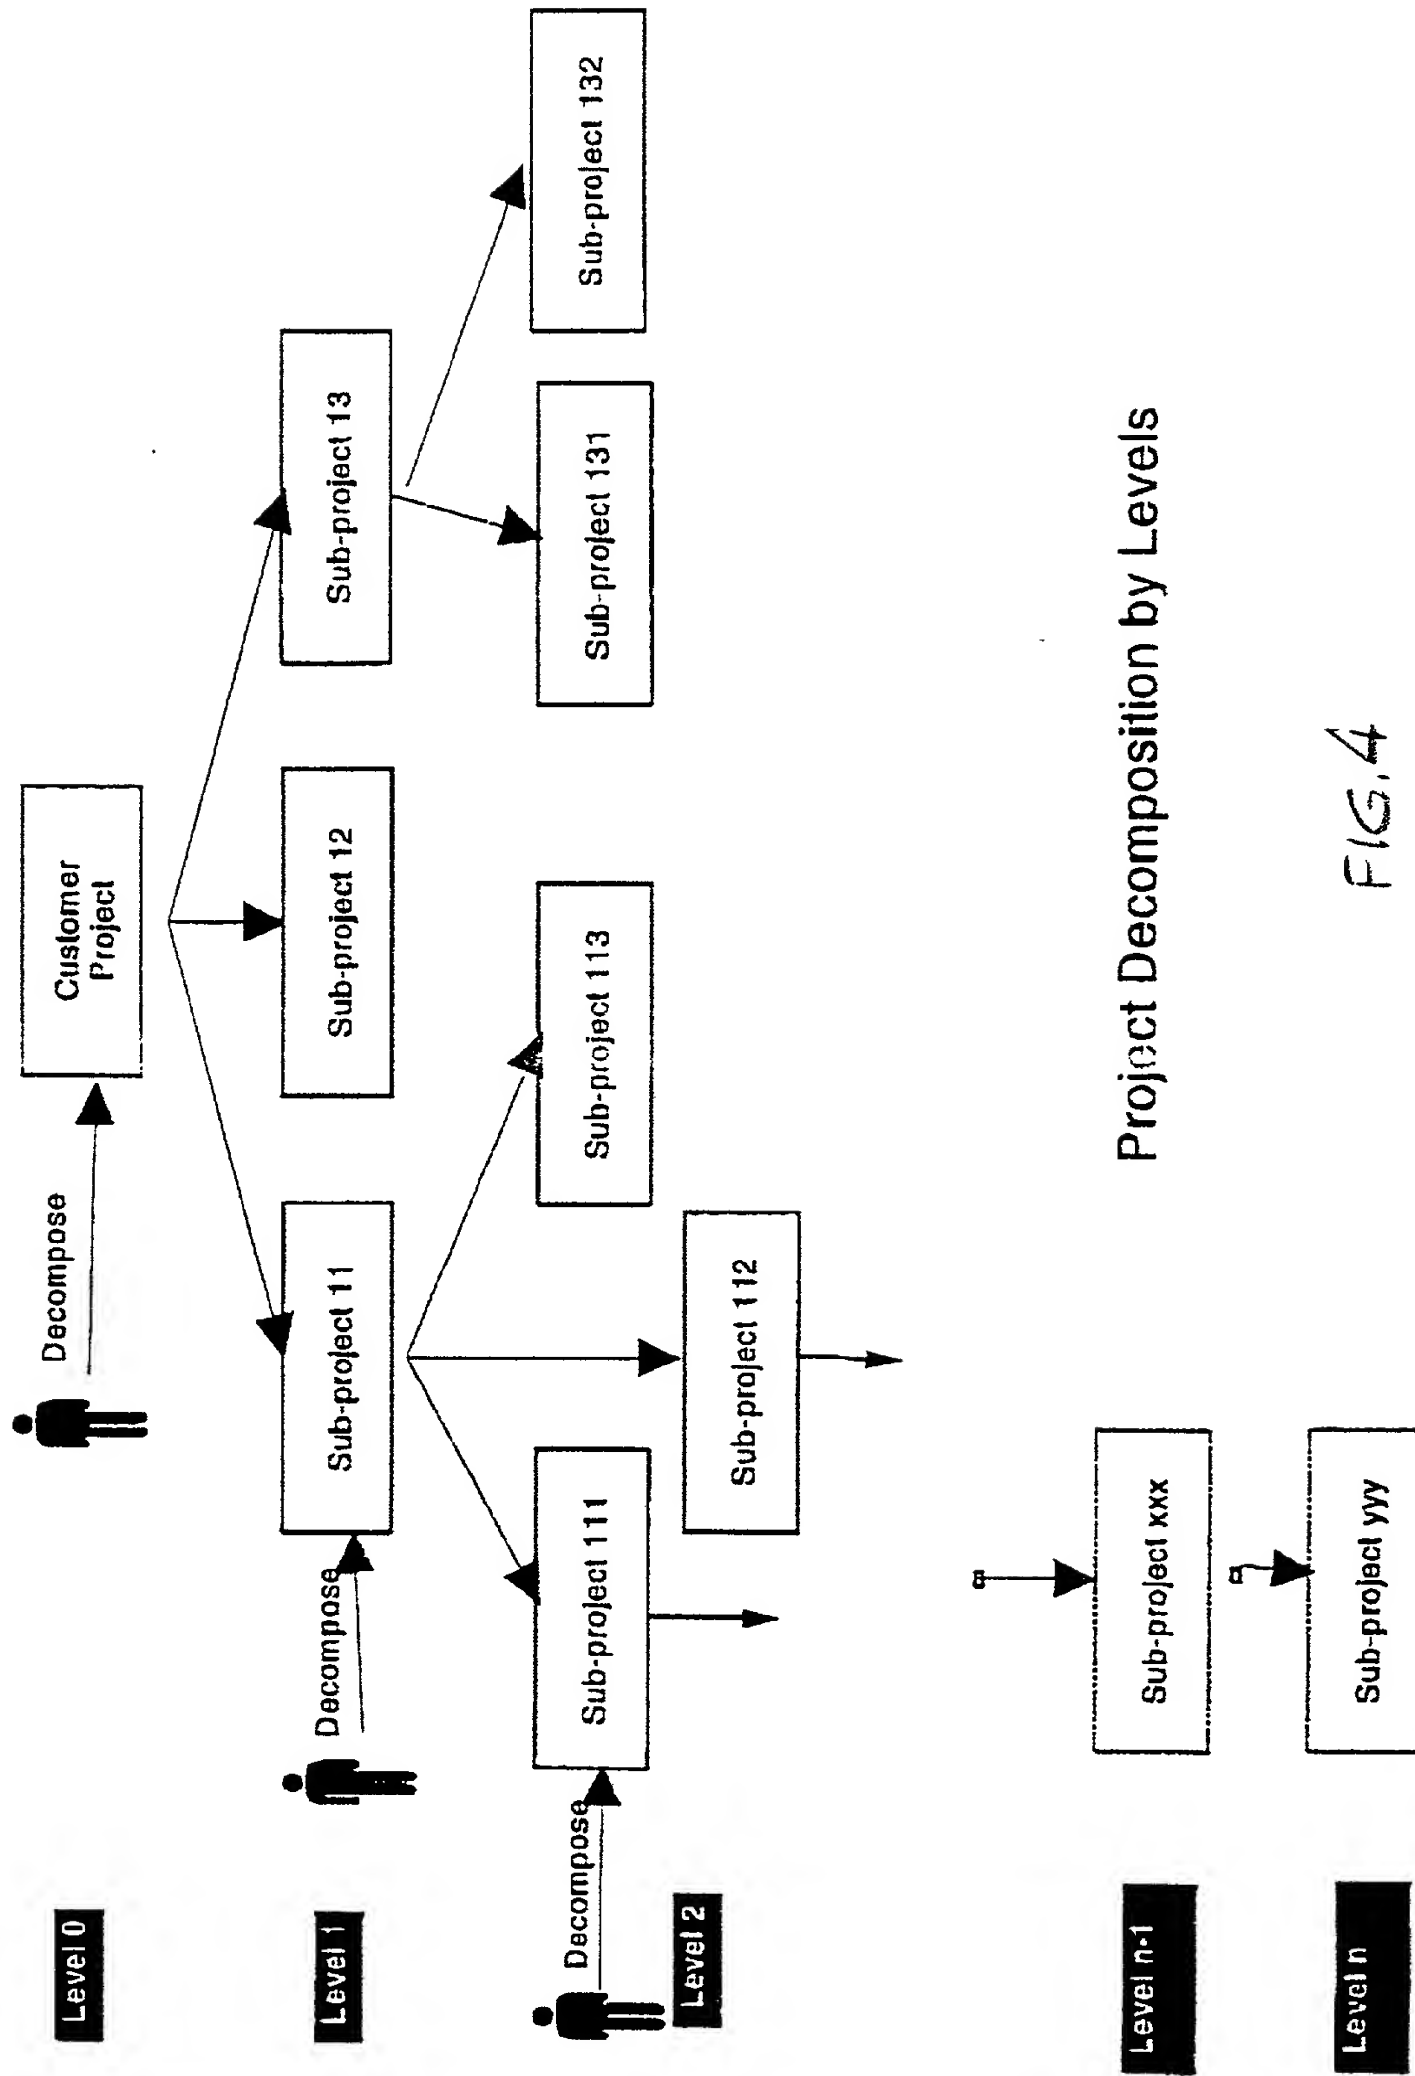 Level 0
Decompose
Customer
Project
Level 1
Decompose
Sub-project 11
Sub-project 12
Sub-project 13
Level 2
Decompose
Sub-project 111
Sub-project 112
Sub-project 113
Sub-project 131
Sub-project 132
Level n-1
Sub-project xxx
Level n
Sub-project yyy
Project Decomposition by Levels
FIG. 4